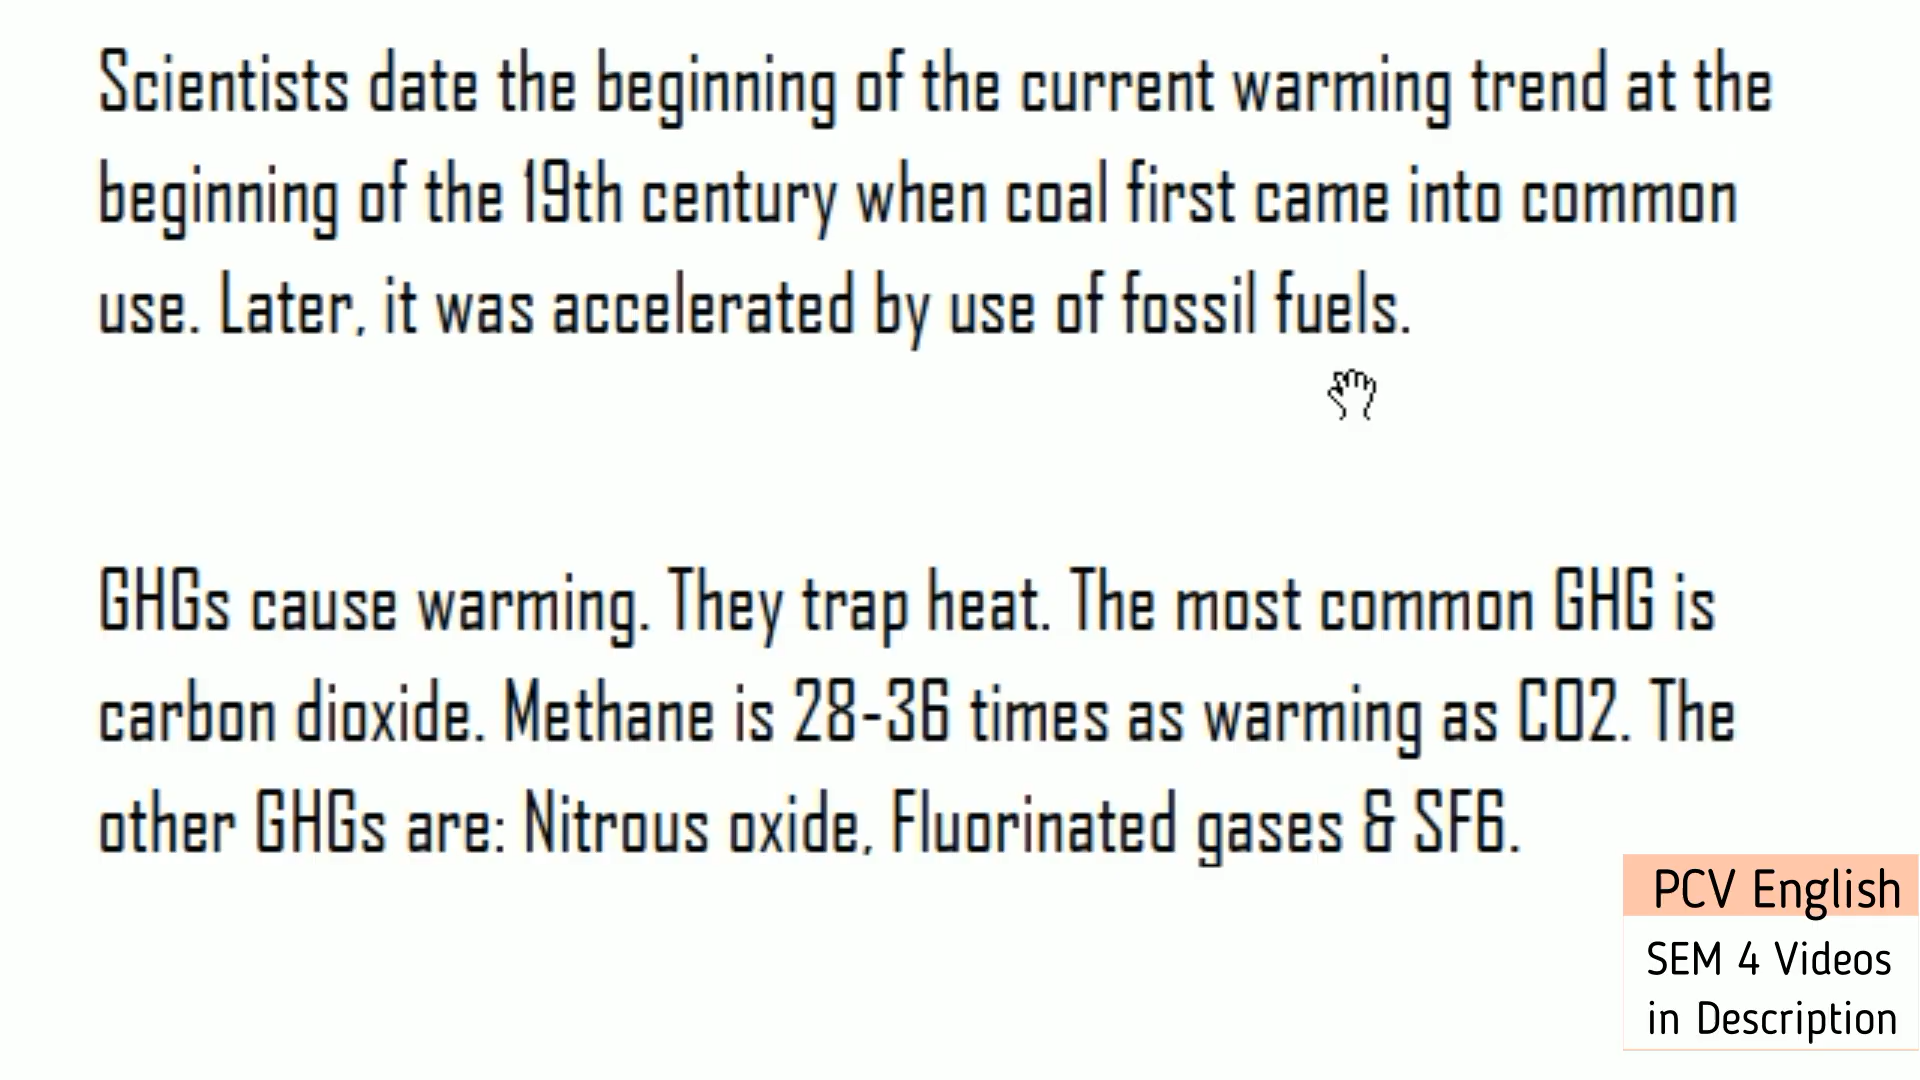 Scientists date the beginning of the current warming trend at the
beginning of the 19th century when coal first came into common
use. Later, it was accelerated by use of fossil fuels.
GHGs cause warming. They trap heat. The most common GHG is
carbon dioxide. Methane is 28-36 times as warming as CO2. The
other GHGs are: Nitrous oxide, Fluorinated gases & SF6.
PCV English
SEM 4 Videos
in Description